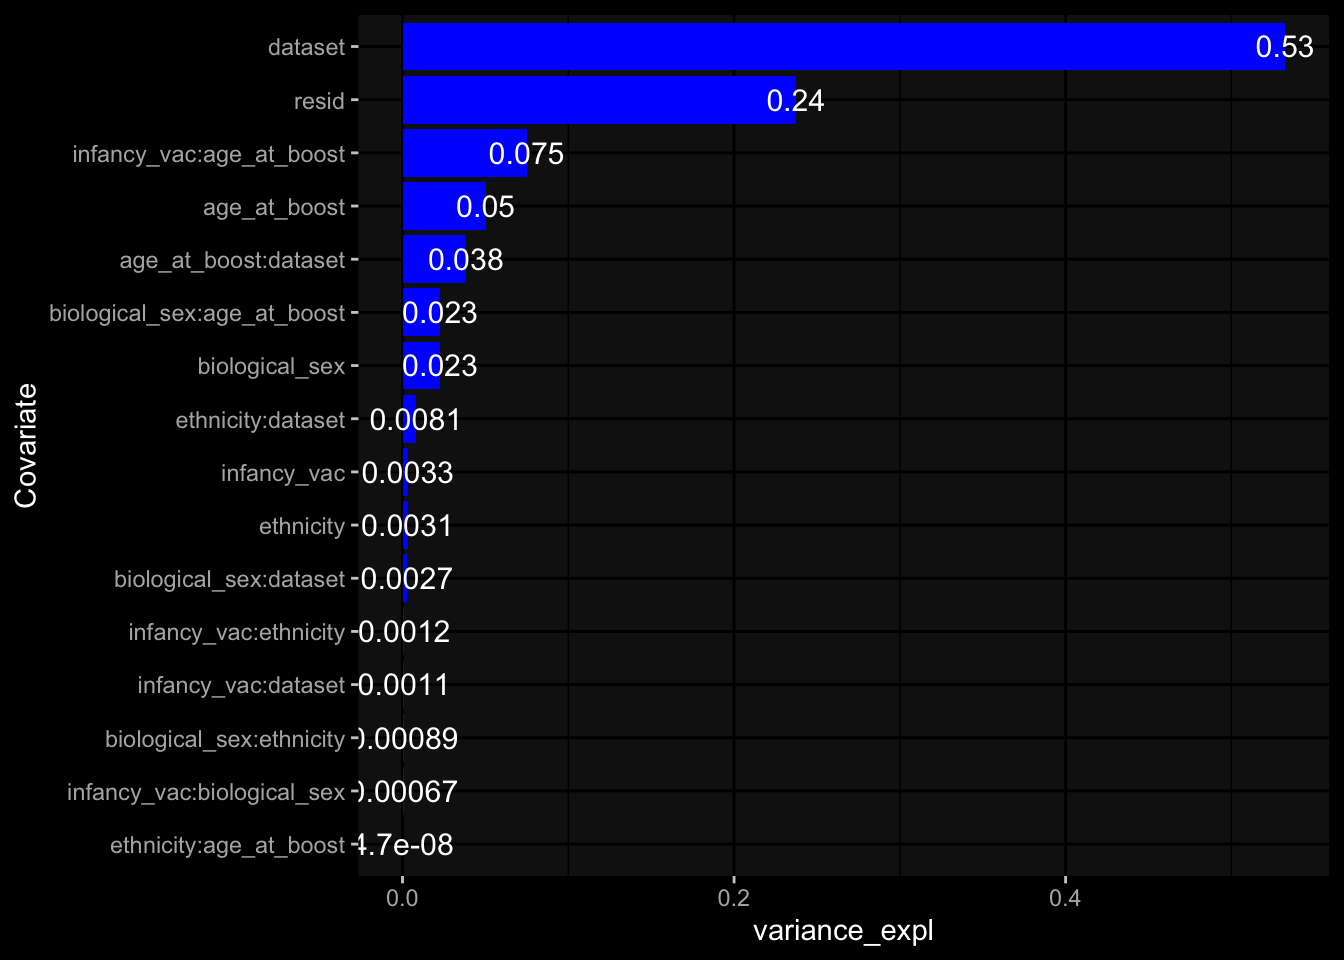 dataset 0.53
resid 0.24
infancy_vac:age_at_boost 0.075
age_at_boost 0.05
age_at_boost:dataset 0.038
biological_sex:age_at_boost 0.023
biological_sex 0.023
ethnicity:dataset 0.0081
infancy_vac 0.0033
ethnicity 0.0031
biological_sex:dataset 0.0027
infancy_vac:ethnicity 0.0012
infancy_vac:dataset 0.0011
biological_sex:ethnicity 0.00089
infancy_vac:biological_sex 0.00067
ethnicity:age_at_boost 4.7e-08
Covariate
0.0 0.2 0.4
variance_expl